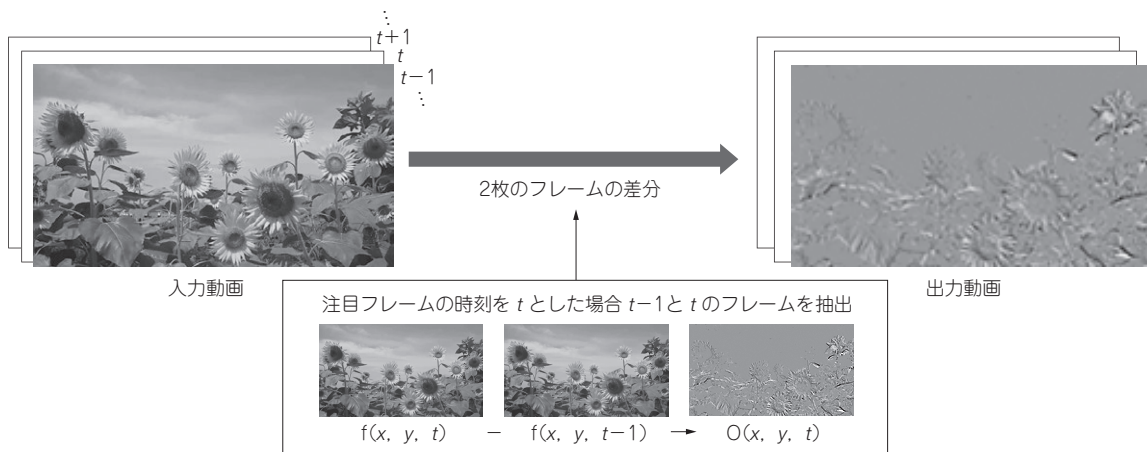 ⋮
t+1
t
t−1
⋮
2枚のフレームの差分
入力動画
出力動画
注目フレームの時刻を t とした場合 t−1と t のフレームを抽出
f(x, y, t) − f(x, y, t−1) → O(x, y, t)